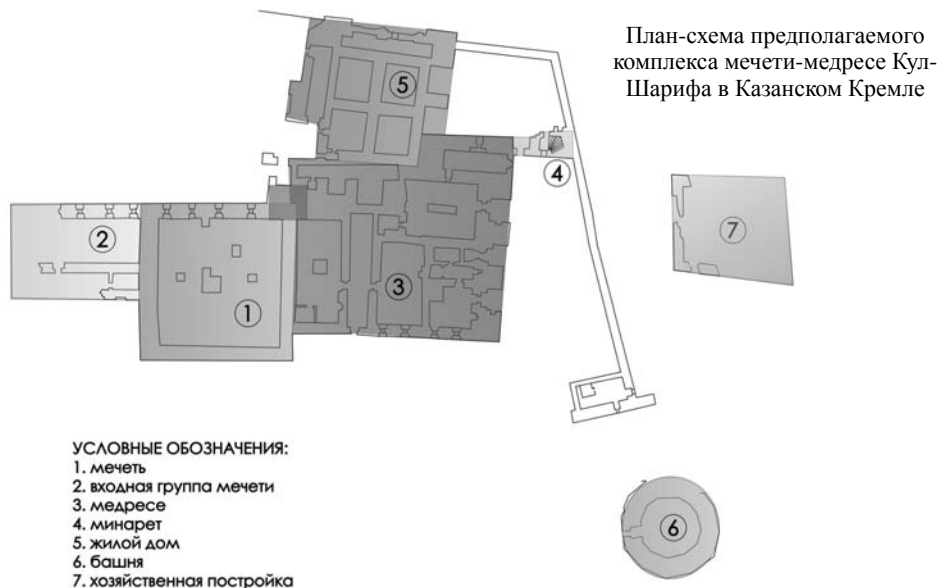 План-схема предполагаемого
комплекса мечети-медресе Кул-
Шарифа в Казанском Кремле
5
4
7
2
3
1
6
УСЛОВНЫЕ ОБОЗНАЧЕНИЯ:
1. мечеть
2. входная группа мечети
3. медресе
4. минарет
5. жилой дом
6. башня
7. хозяйственная постройка